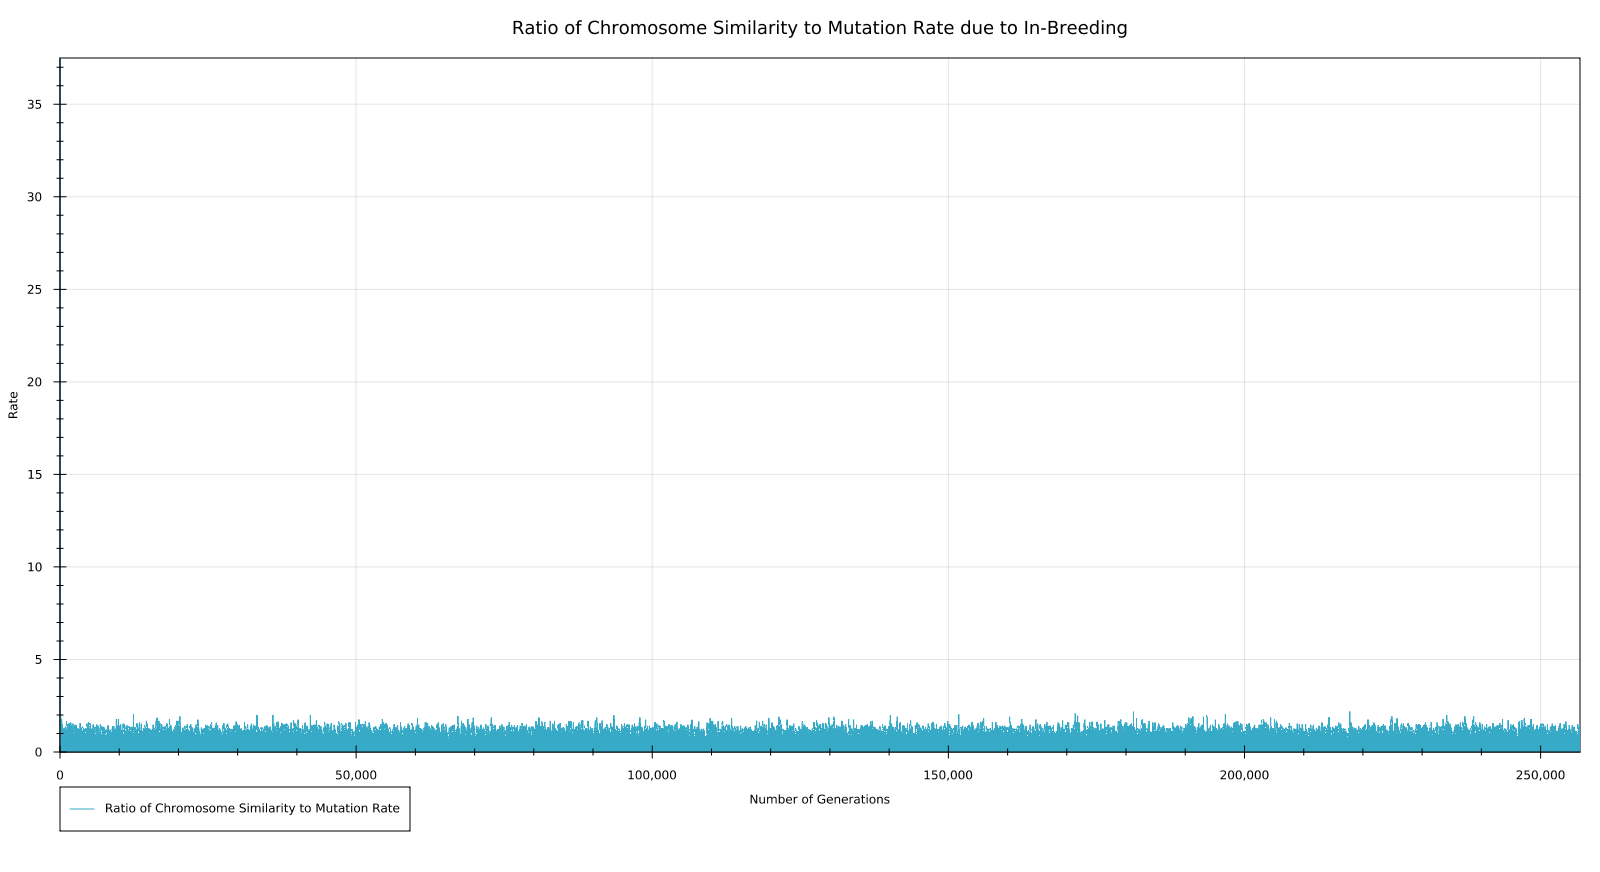 Ratio of Chromosome Similarity to Mutation Rate due to In-Breeding
35
30
25
20
15
10
5
0
Rate
0 50,000 100,000 150,000 200,000 250,000
Number of Generations
Ratio of Chromosome Similarity to Mutation Rate